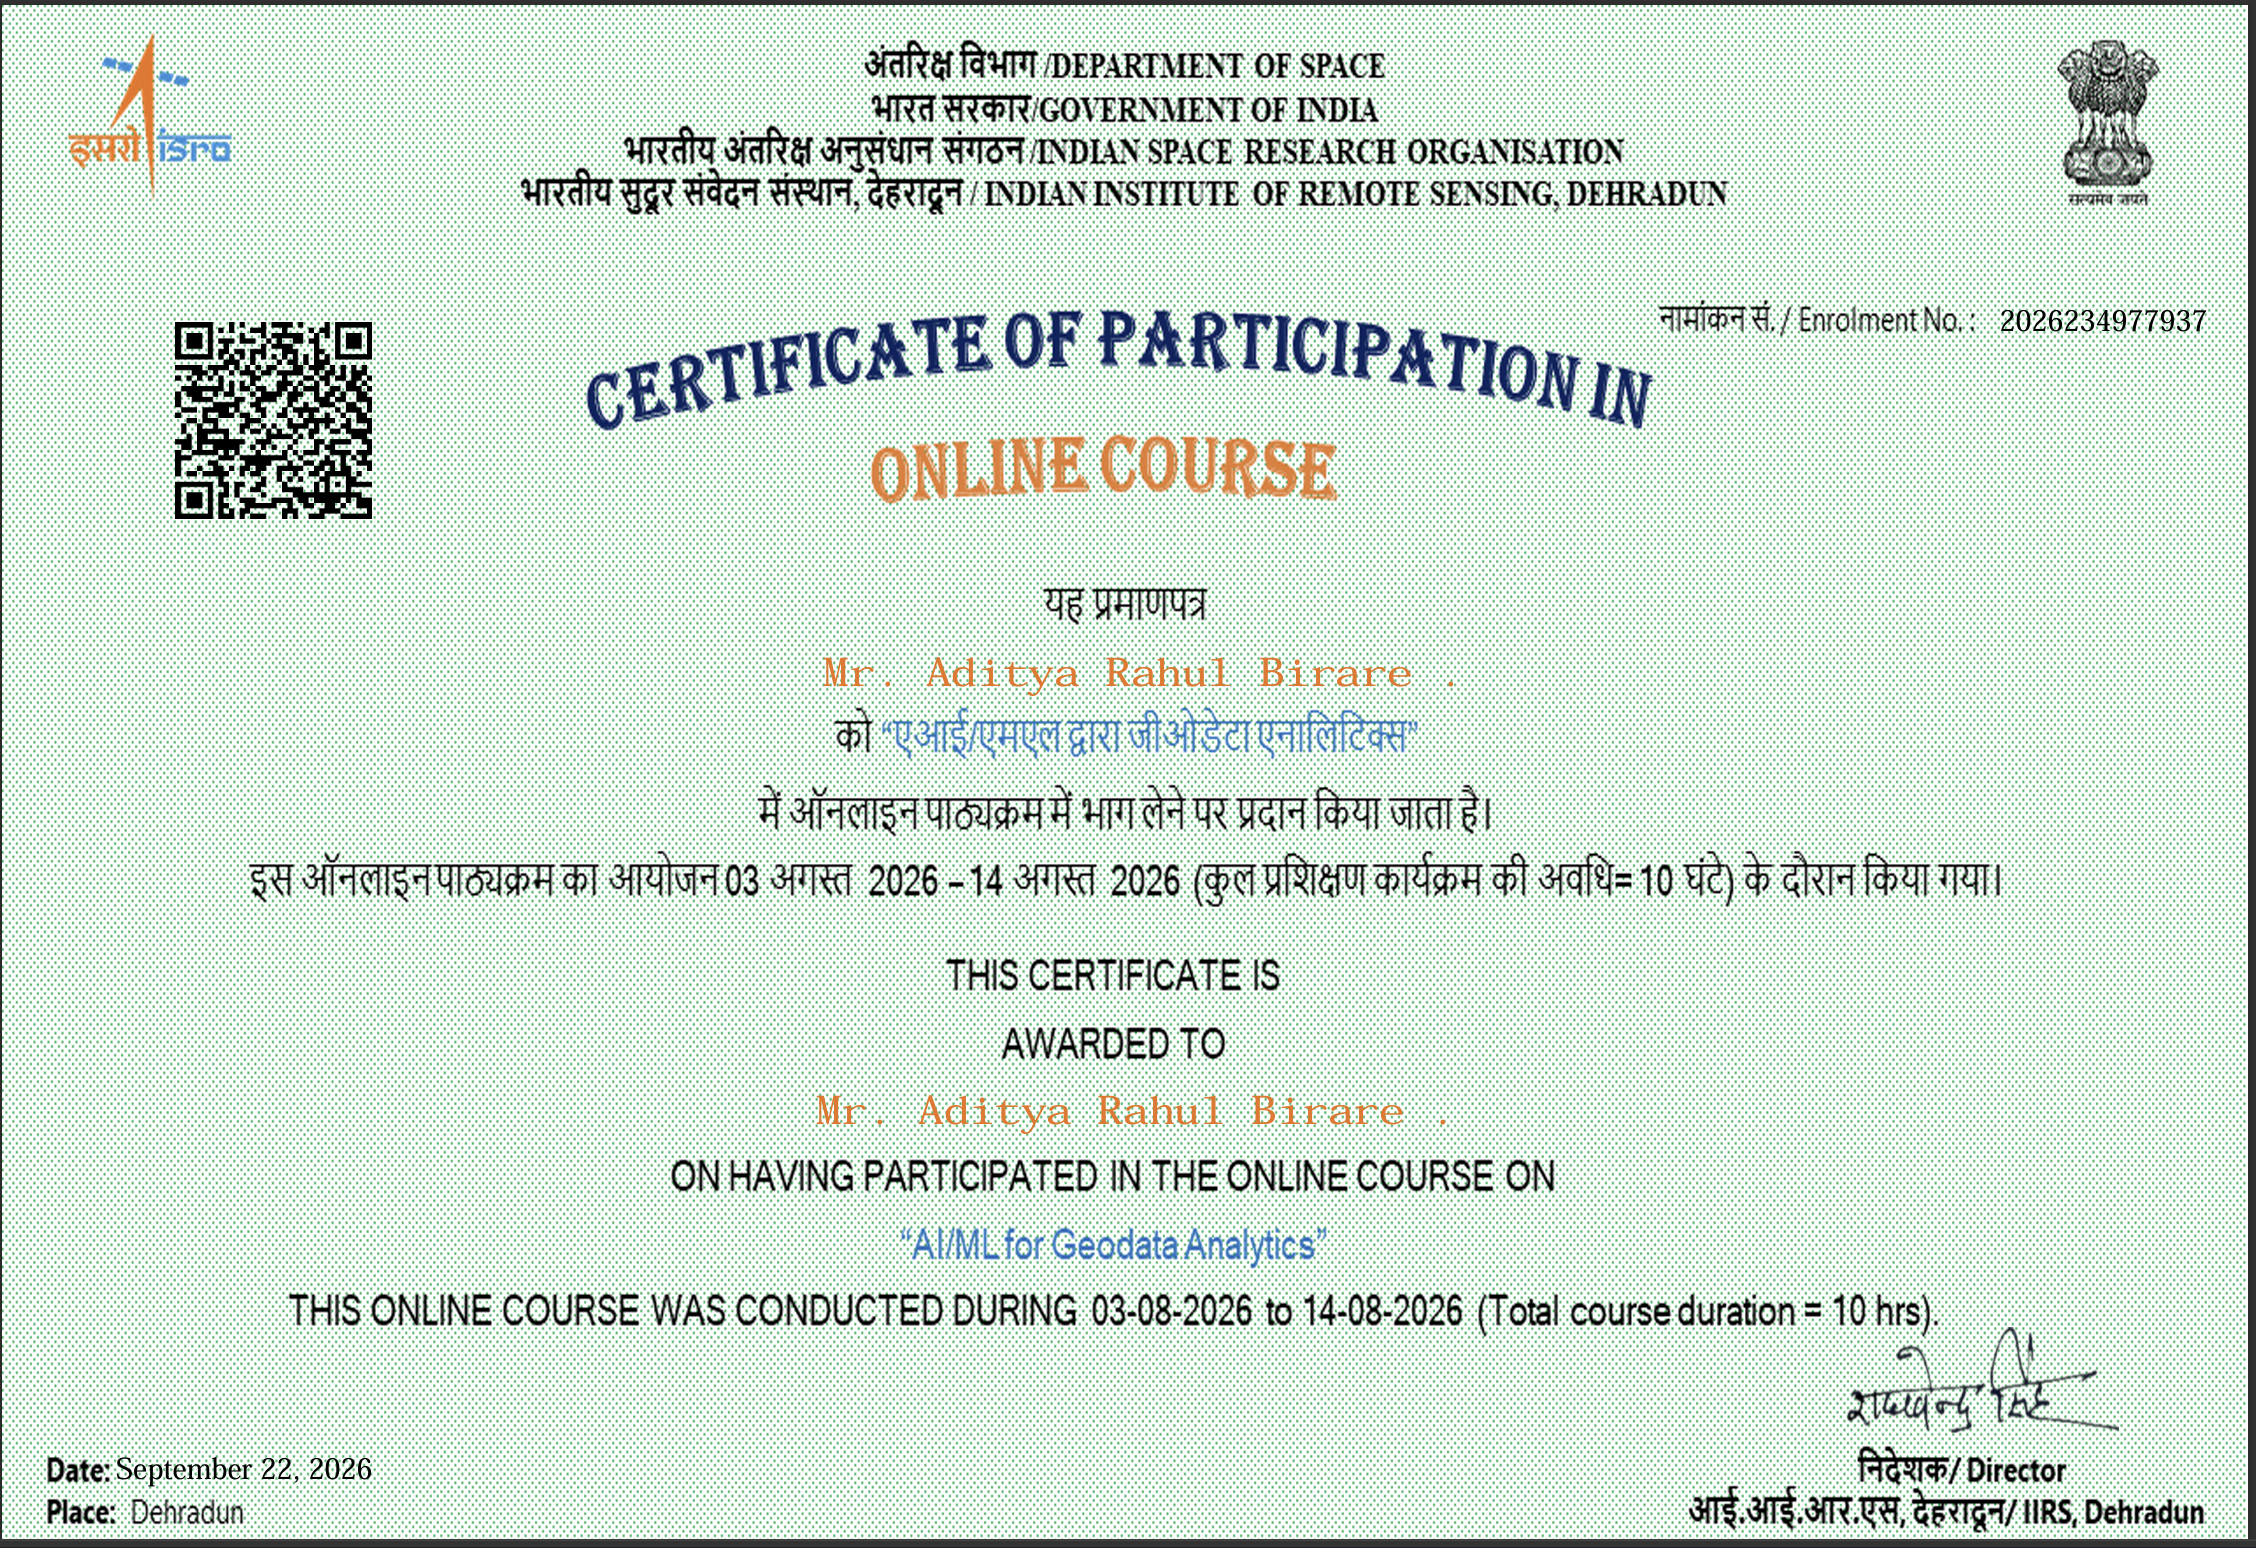 इसरो isro
अंतरिक्ष विभाग /DEPARTMENT OF SPACE
भारत सरकार/GOVERNMENT OF INDIA
भारतीय अंतरिक्ष अनुसंधान संगठन /INDIAN SPACE RESEARCH ORGANISATION
भारतीय सुदूर संवेदन संस्थान, देहरादून / INDIAN INSTITUTE OF REMOTE SENSING, DEHRADUN
सत्यमेव जयते
नामांकन सं. / Enrolment No. : 2026234977937
CERTIFICATE OF PARTICIPATION IN
ONLINE COURSE
यह प्रमाणपत्र
Mr. Aditya Rahul Birare .
को “एआई/एमएल द्वारा जीओडेटा एनालिटिक्स”
में ऑनलाइन पाठ्यक्रम में भाग लेने पर प्रदान किया जाता है।
इस ऑनलाइन पाठ्यक्रम का आयोजन 03 अगस्त 2026 – 14 अगस्त 2026 (कुल प्रशिक्षण कार्यक्रम की अवधि= 10 घंटे) के दौरान किया गया।
THIS CERTIFICATE IS
AWARDED TO
Mr. Aditya Rahul Birare .
ON HAVING PARTICIPATED IN THE ONLINE COURSE ON
“AI/ML for Geodata Analytics”
THIS ONLINE COURSE WAS CONDUCTED DURING 03-08-2026 to 14-08-2026 (Total course duration = 10 hrs).
Date: September 22, 2026
Place: Dehradun
निदेशक/ Director
आई.आई.आर.एस, देहरादून/ IIRS, Dehradun